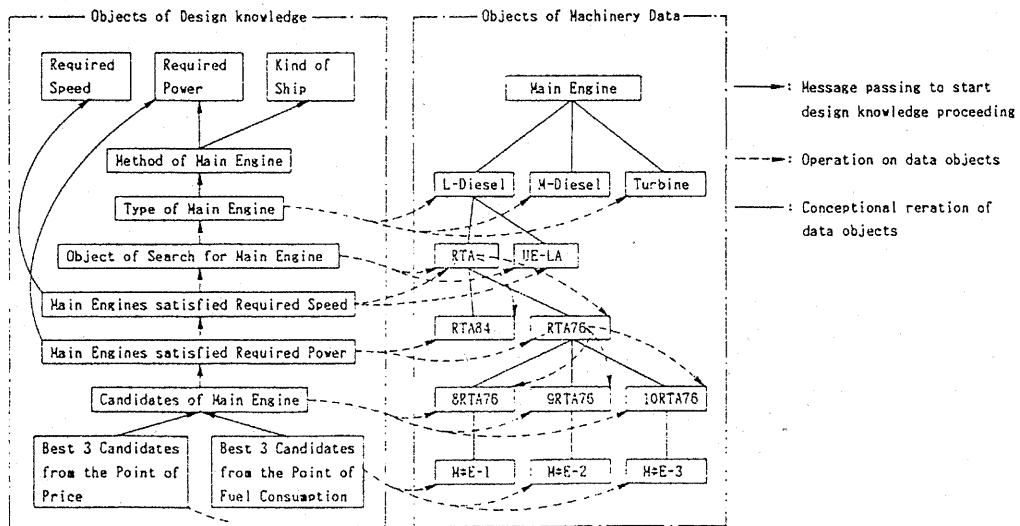 Objects of Design knowledge
Required
Speed
Required
Power
Kind of
Ship
Method of Main Engine
Type of Main Engine
Object of Search for Main Engine
Main Engines satisfied Required Speed
Main Engines satisfied Required Power
Candidates of Main Engine
Best 3 Candidates
from the Point of
Price
Best 3 Candidates
from the Point of
Fuel Consumption
Objects of Machinery Data
Main Engine
L-Diesel
M-Diesel
Turbine
RTA
UE-LA
RTA84
RTA76
8RTA76
9RTA76
10RTA76
M#E-1
M#E-2
M#E-3
: Message passing to start
design knowledge proceeding
: Operation on data objects
: Conceptional reration of
data objects